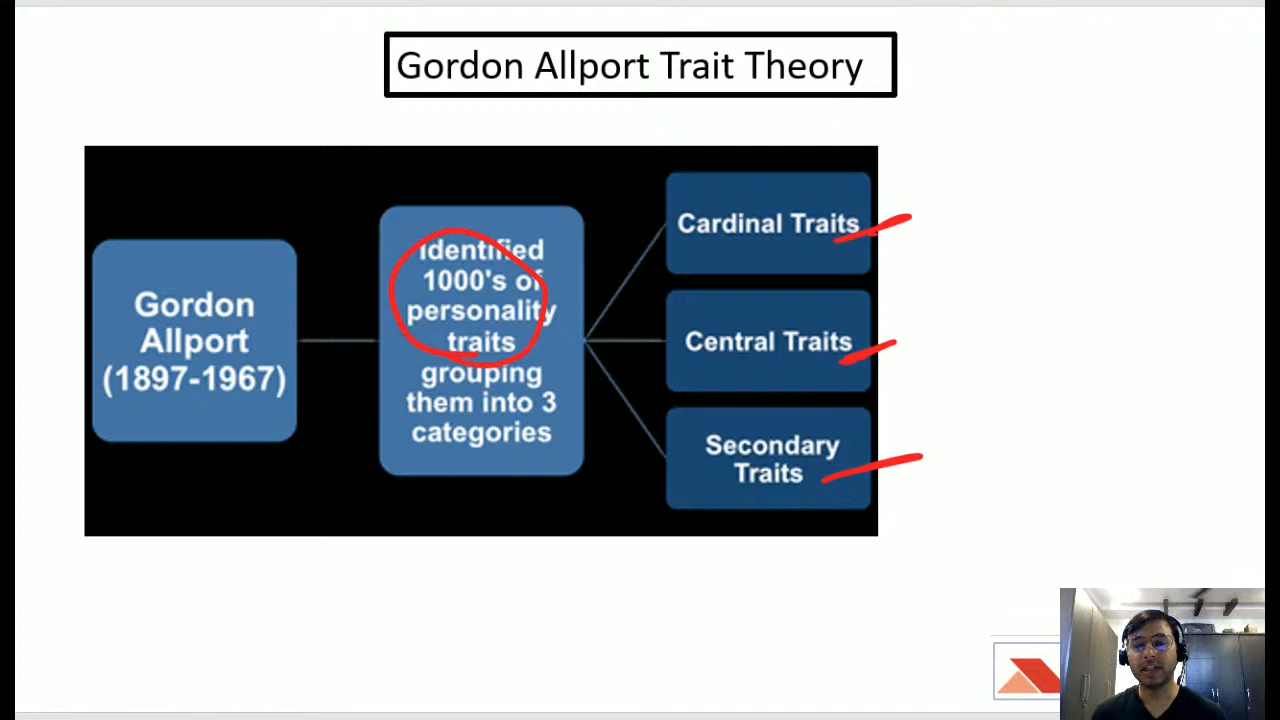 Gordon Allport Trait Theory
Gordon
Allport
(1897-1967)
Identified
1000's of
personality
traits
grouping
them into 3
categories
Cardinal Traits
Central Traits
Secondary
Traits